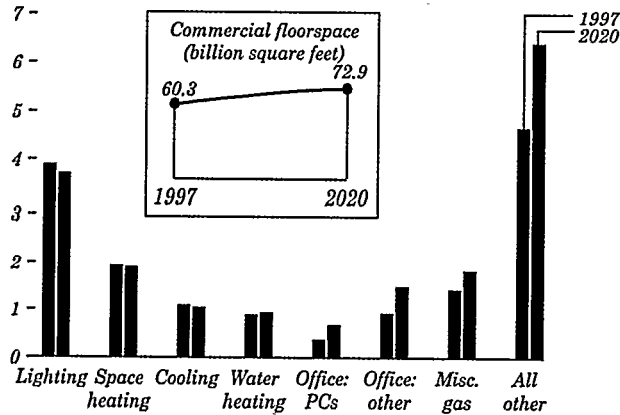 7
6
5
4
3
2
1
0
Commercial floorspace
(billion square feet)
60.3
72.9
1997
2020
1997
2020
Lighting
Space
heating
Cooling
Water
heating
Office:
PCs
Office:
other
Misc.
gas
All
other